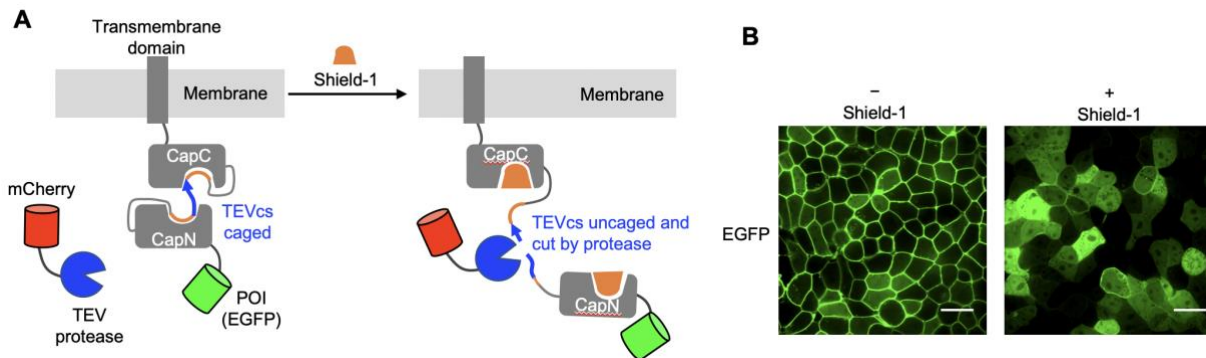 A
Transmembrane
domain
Shield-1
Membrane
Membrane
CapC
CapC
mCherry
TEVcs
caged
TEVcs uncaged and
cut by protease
CapN
CapN
TEV
protease
POI
(EGFP)
B
–
Shield-1
+
Shield-1
EGFP